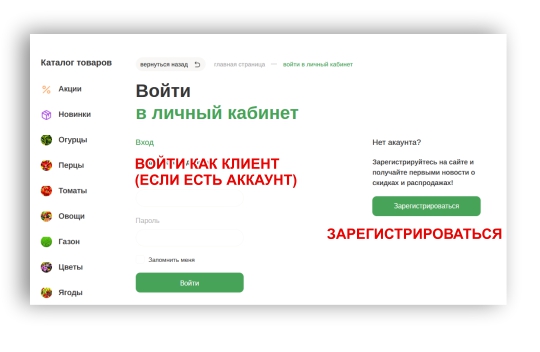 Каталог товаров
Акции
Новинки
Огурцы
Перцы
Томаты
Овощи
Газон
Цветы
Ягоды
вернуться назад
главная страница — войти в личный кабинет
Войти
в личный кабинет
Вход
ВОЙТИ КАК КЛИЕНТ
(ЕСЛИ ЕСТЬ АККАУНТ)
Пароль
Запомнить меня
Войти
Нет акаунта?
Зарегистрируйтесь на сайте и
получайте первыми новости о
скидках и распродажах!
Зарегистрироваться
ЗАРЕГИСТРИРОВАТЬСЯ